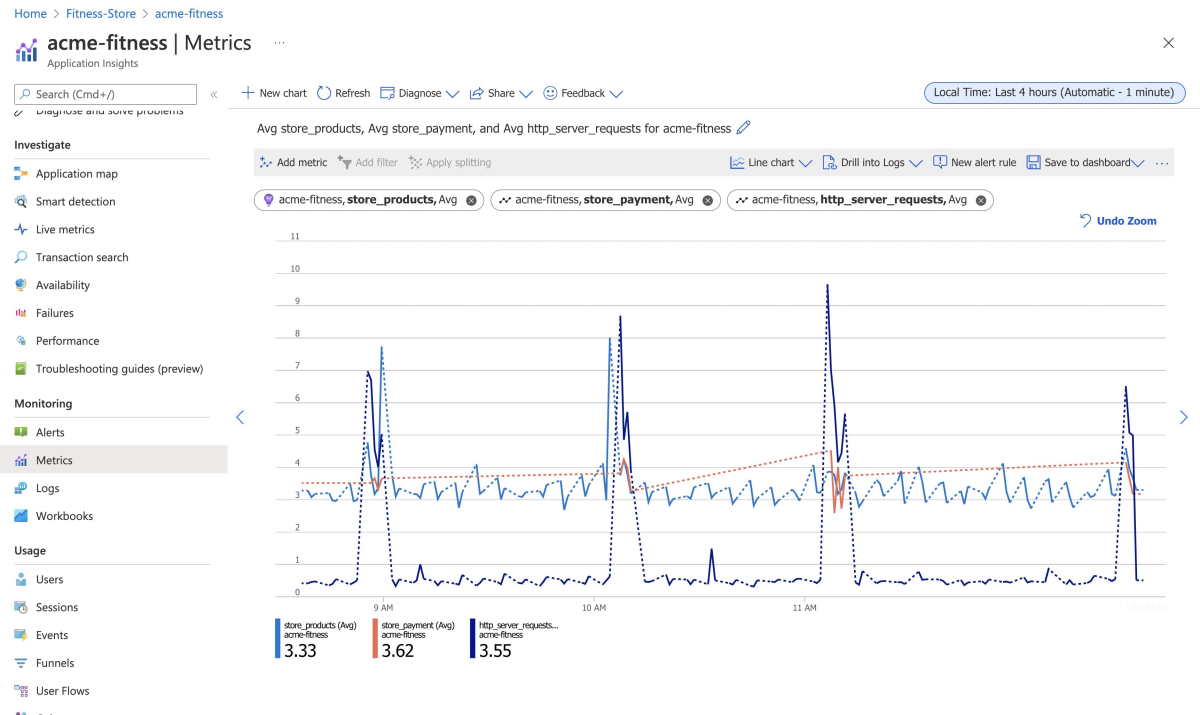 Home > Fitness-Store > acme-fitness
acme-fitness | Metrics ...
Application Insights
Search (Cmd+/)
«
Diagnose and solve problems
Investigate
Application map
Smart detection
Live metrics
Transaction search
Availability
Failures
Performance
Troubleshooting guides (preview)
Monitoring
Alerts
Metrics
Logs
Workbooks
Usage
Users
Sessions
Events
Funnels
User Flows
New chart Refresh Diagnose Share Feedback
Local Time: Last 4 hours (Automatic - 1 minute)
Avg store_products, Avg store_payment, and Avg http_server_requests for acme-fitness
Add metric Add filter Apply splitting
Line chart Drill into Logs New alert rule Save to dashboard ...
acme-fitness, store_products, Avg
acme-fitness, store_payment, Avg
acme-fitness, http_server_requests, Avg
Undo Zoom
11
10
9
8
7
6
5
4
3
2
1
0
9 AM 10 AM 11 AM
store_products (Avg)
acme-fitness
3.33
store_payment (Avg)
acme-fitness
3.62
http_server_requests...
acme-fitness
3.55